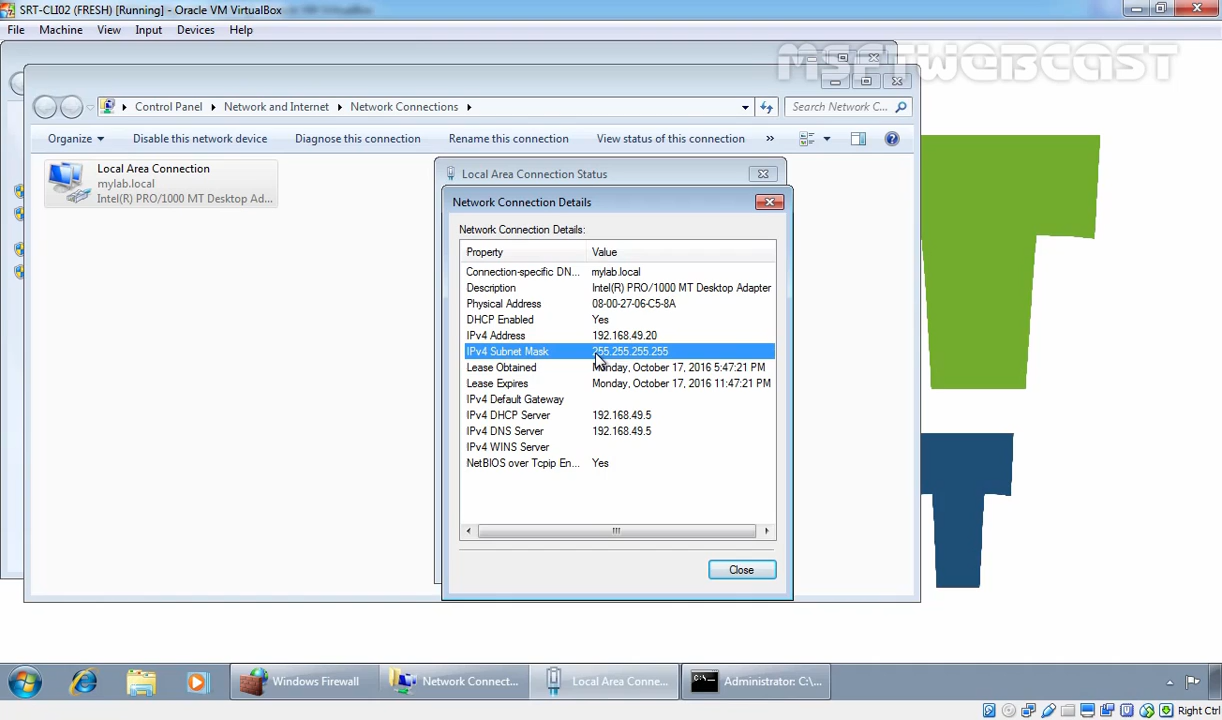 SRT-CLI02 (FRESH) [Running] - Oracle VM VirtualBox
File Machine View Input Devices Help
MSFTWEBCAST
Control Panel Network and Internet Network Connections
Search Network C...
Organize Disable this network device Diagnose this connection Rename this connection View status of this connection »
Local Area Connection
mylab.local
Intel(R) PRO/1000 MT Desktop Ad...
Local Area Connection Status
Network Connection Details
Network Connection Details:
Property Value
Connection-specific DN... mylab.local
Description Intel(R) PRO/1000 MT Desktop Adapter
Physical Address 08-00-27-06-C5-8A
DHCP Enabled Yes
IPv4 Address 192.168.49.20
IPv4 Subnet Mask 255.255.255.255
Lease Obtained Monday, October 17, 2016 5:47:21 PM
Lease Expires Monday, October 17, 2016 11:47:21 PM
IPv4 Default Gateway
IPv4 DHCP Server 192.168.49.5
IPv4 DNS Server 192.168.49.5
IPv4 WINS Server
NetBIOS over Tcpip En... Yes
Close
Windows Firewall Network Connect... Local Area Conne... Administrator: C:\...
Right Ctrl